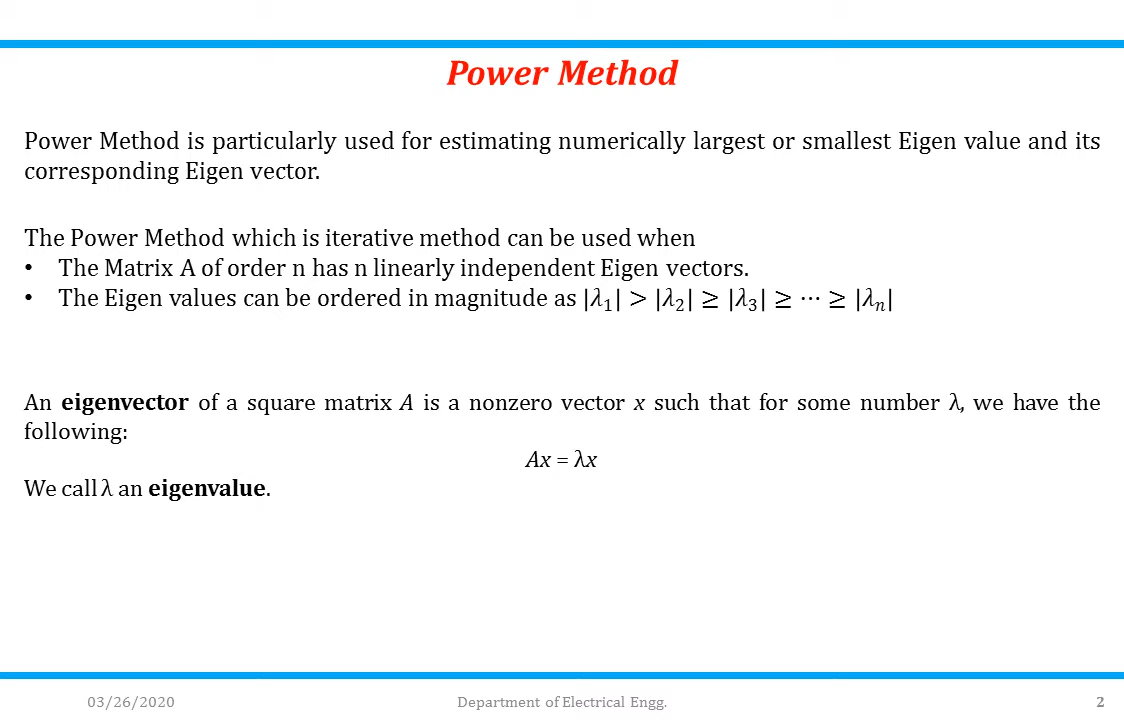 Power Method
Power Method is particularly used for estimating numerically largest or smallest Eigen value and its
corresponding Eigen vector.
The Power Method which is iterative method can be used when
• The Matrix A of order n has n linearly independent Eigen vectors.
• The Eigen values can be ordered in magnitude as |λ₁| > |λ₂| ≥ |λ₃| ≥ ⋯ ≥ |λₙ|
An eigenvector of a square matrix A is a nonzero vector x such that for some number λ, we have the
following:
Ax = λx
We call λ an eigenvalue.
03/26/2020 Department of Electrical Engg. 2